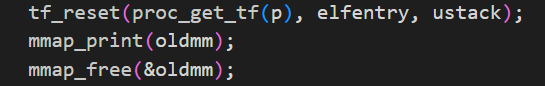 tf_reset(proc_get_tf(p), elfentry, ustack);
mmap_print(oldmm);
mmap_free(&oldmm);